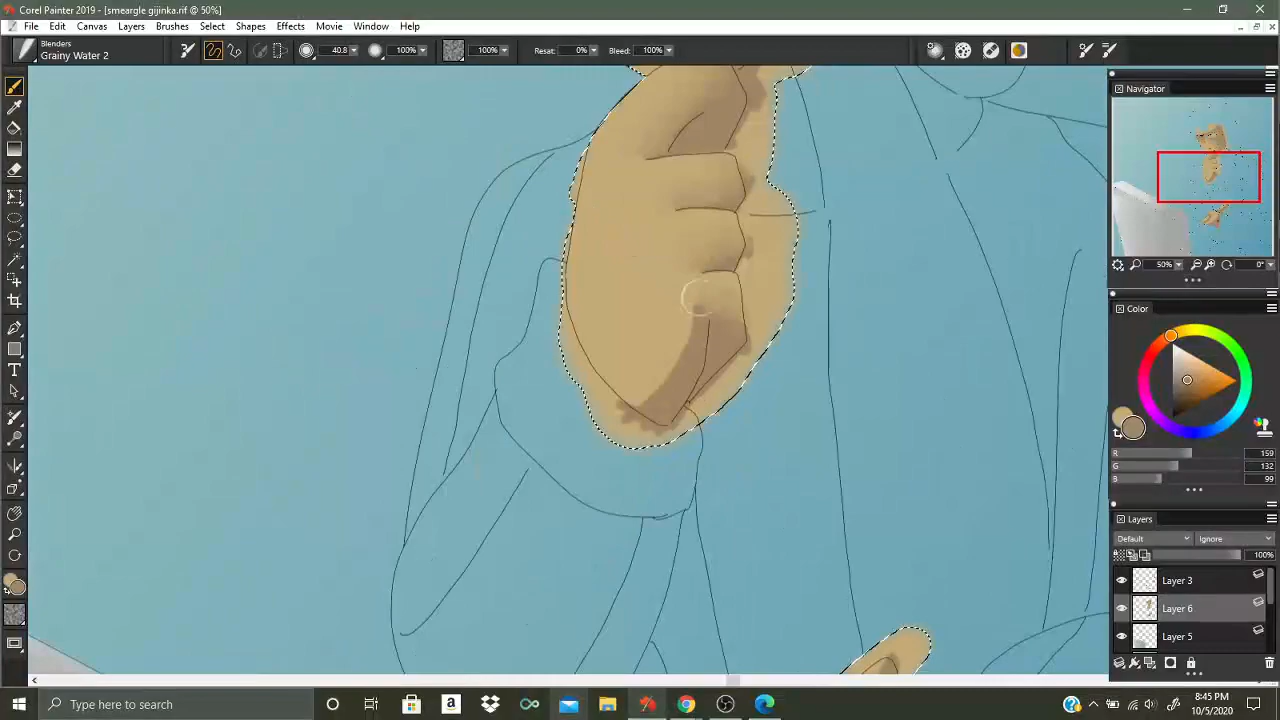 Corel Painter 2019 - [smeargle gijinka.rif @ 50%]
File Edit Canvas Layers Brushes Select Shapes Effects Movie Window Help
Blenders
Grainy Water 2
40.8
100%
100%
Resat: 0%
Bleed: 100%
Navigator
50%
0°
Color
R 159
G 132
B 99
Layers
Default
Ignore
100%
Layer 3
Layer 6
Layer 5
Type here to search
8:45 PM
10/5/2020